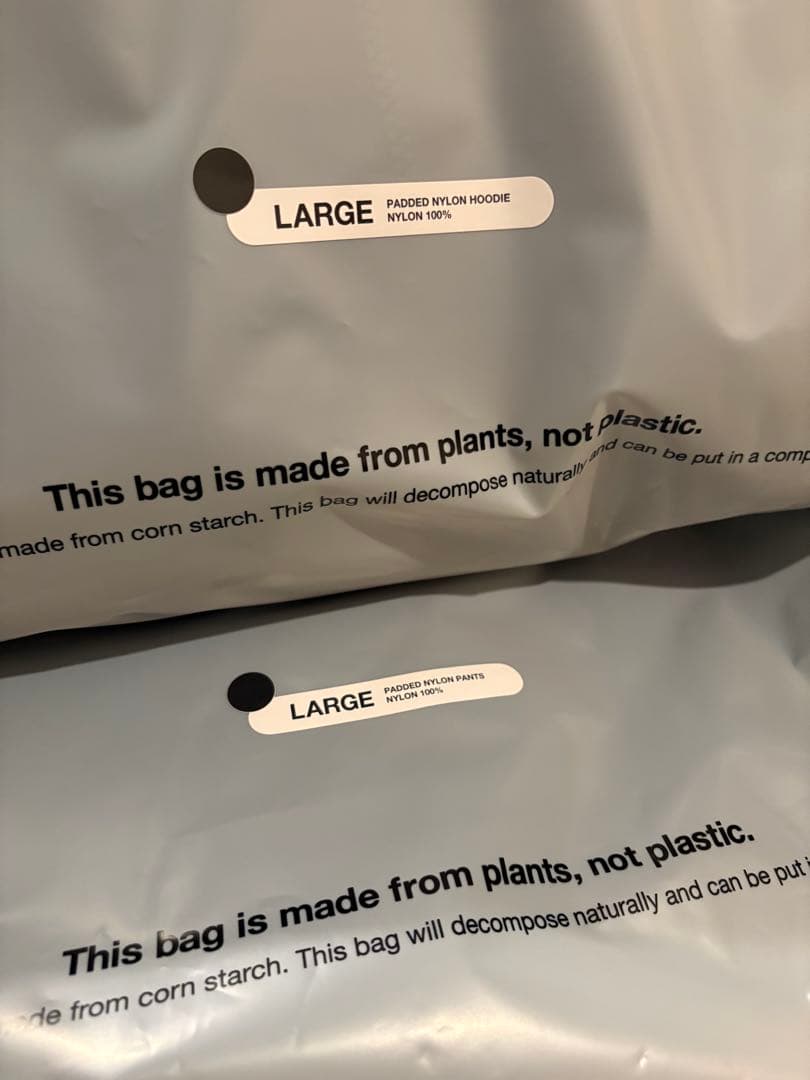 LARGE PADDED NYLON HOODIE
NYLON 100%
This bag is made from plants, not plastic.
made from corn starch. This bag will decompose naturally and can be put in a comp
LARGE PADDED NYLON PANTS
NYLON 100%
This bag is made from plants, not plastic.
de from corn starch. This bag will decompose naturally and can be put i